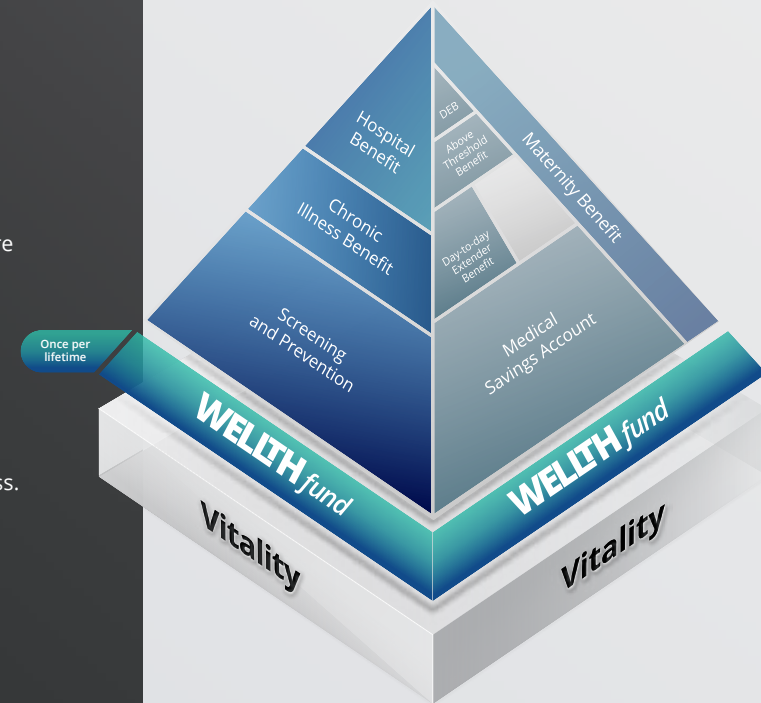 re
ss.
Once per
lifetime
Hospital
Benefit
Chronic
Illness Benefit
Screening
and Prevention
DEB
Above
Threshold
Benefit
Day-to-day
Extender
Benefit
Maternity Benefit
Medical
Savings Account
WELLTH fund
WELLTH fund
Vitality
Vitality